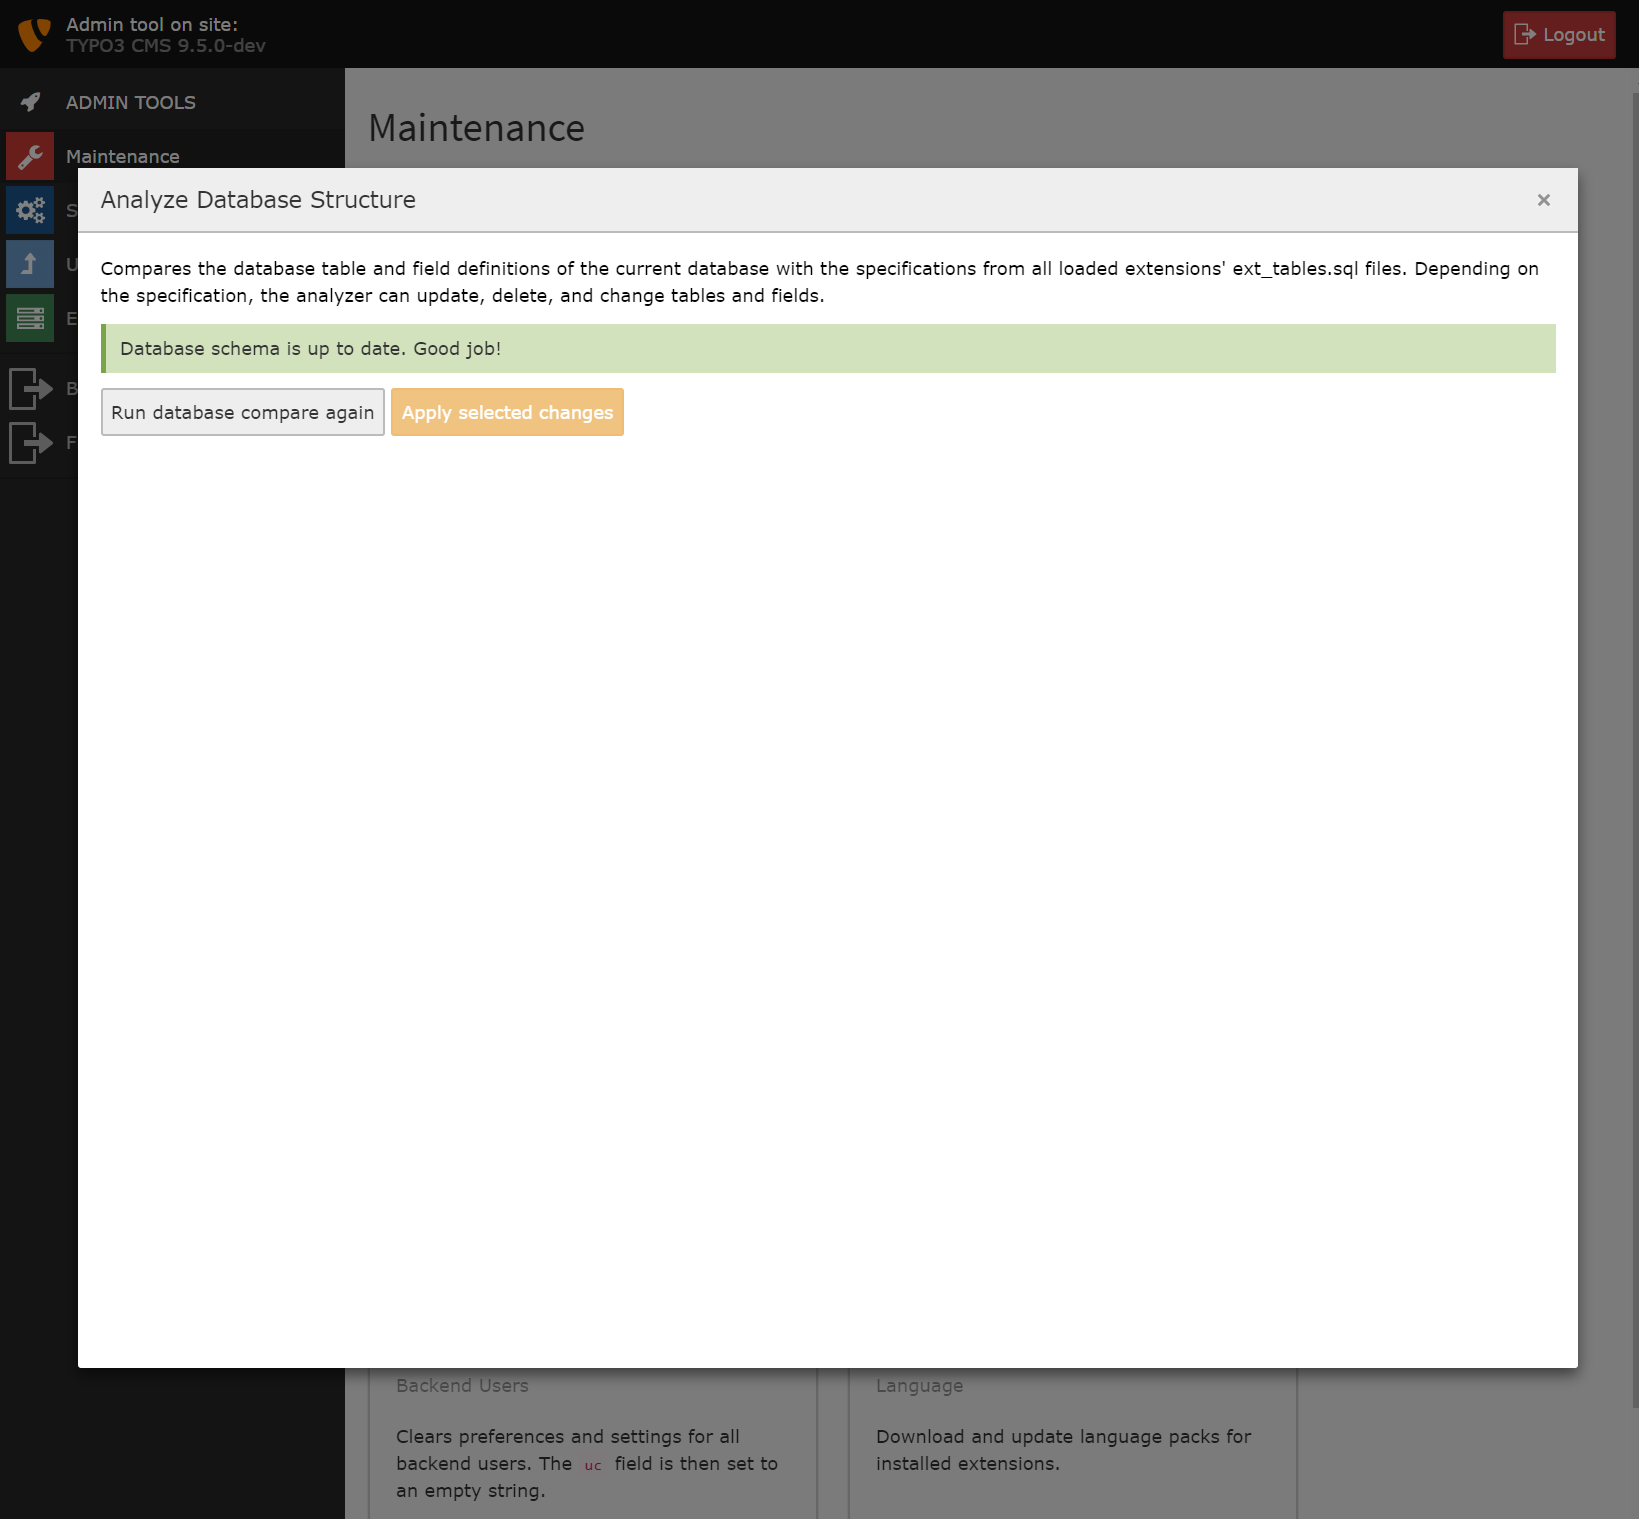 Admin tool on site:
TYPO3 CMS 9.5.0-dev
Logout
ADMIN TOOLS
Maintenance
Maintenance
S
U
E
B
F
Analyze Database Structure
×
Compares the database table and field definitions of the current database with the specifications from all loaded extensions' ext_tables.sql files. Depending on
the specification, the analyzer can update, delete, and change tables and fields.
Database schema is up to date. Good job!
Run database compare again
Apply selected changes
Backend Users
Clears preferences and settings for all
backend users. The uc field is then set to
an empty string.
Language
Download and update language packs for
installed extensions.